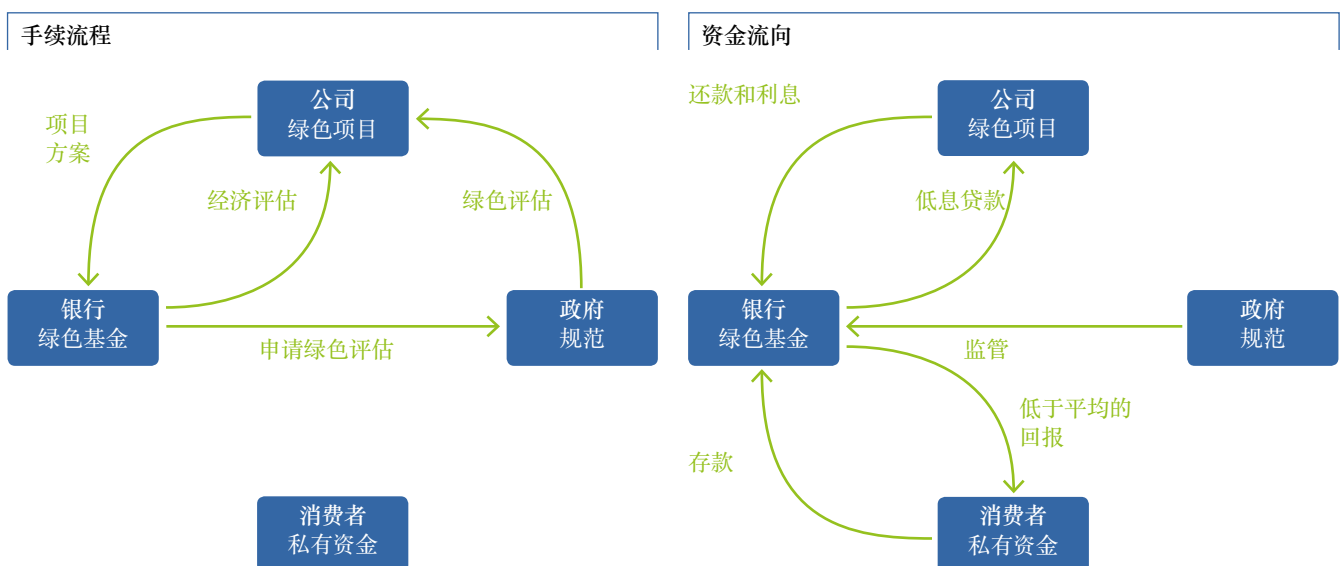 手续流程
公司
绿色项目
项目
方案
经济评估
绿色评估
银行
绿色基金
政府
规范
申请绿色评估
消费者
私有资金
资金流向
还款和利息
公司
绿色项目
低息贷款
银行
绿色基金
政府
规范
监管
低于平均的
回报
存款
消费者
私有资金